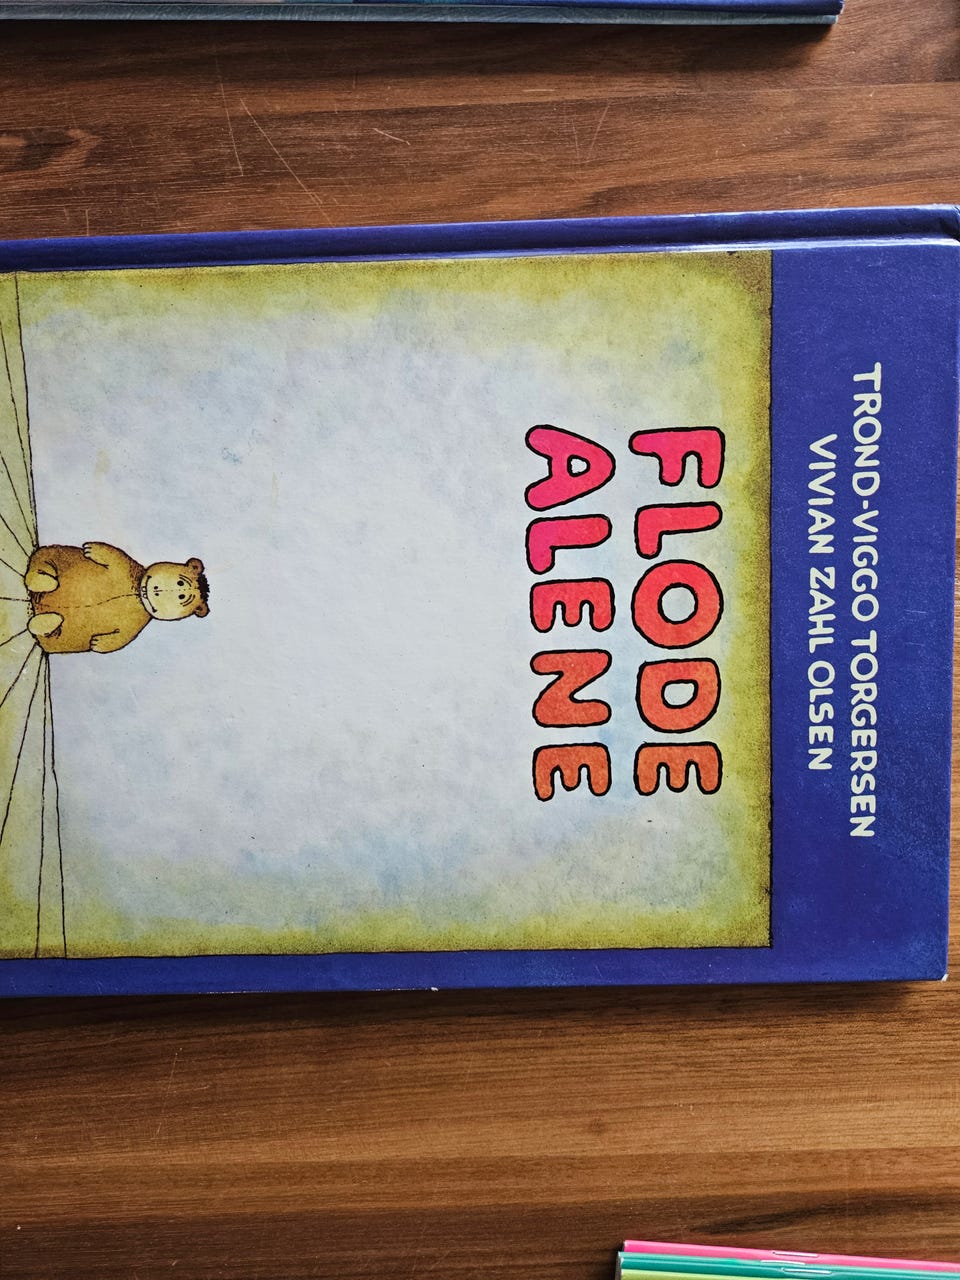 TROND-VIGGO TORGERSEN
VIVIAN ZAHL OLSEN
FLODE
ALENE